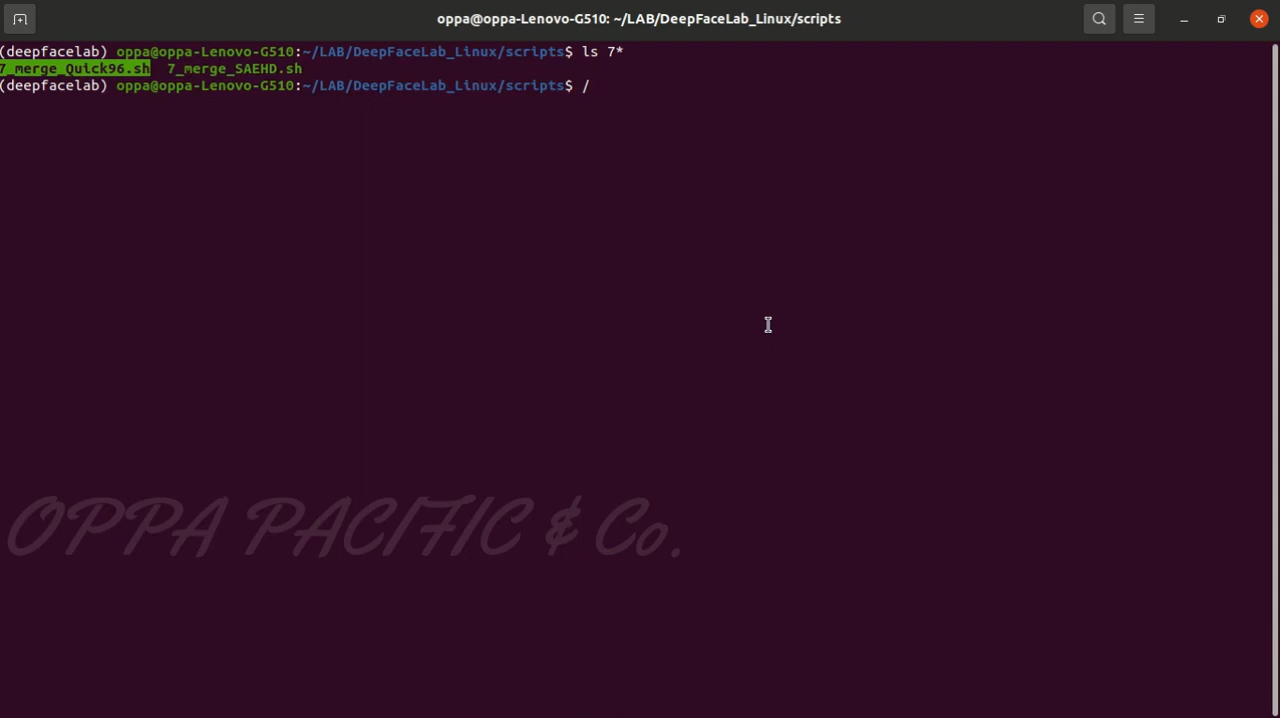 oppa@oppa-Lenovo-G510: ~/LAB/DeepFaceLab_Linux/scripts
(deepfacelab) oppa@oppa-Lenovo-G510:~/LAB/DeepFaceLab_Linux/scripts$ ls 7*
7_merge_Quick96.sh  7_merge_SAEHD.sh
(deepfacelab) oppa@oppa-Lenovo-G510:~/LAB/DeepFaceLab_Linux/scripts$ /
OPPA PACIFIC & Co.